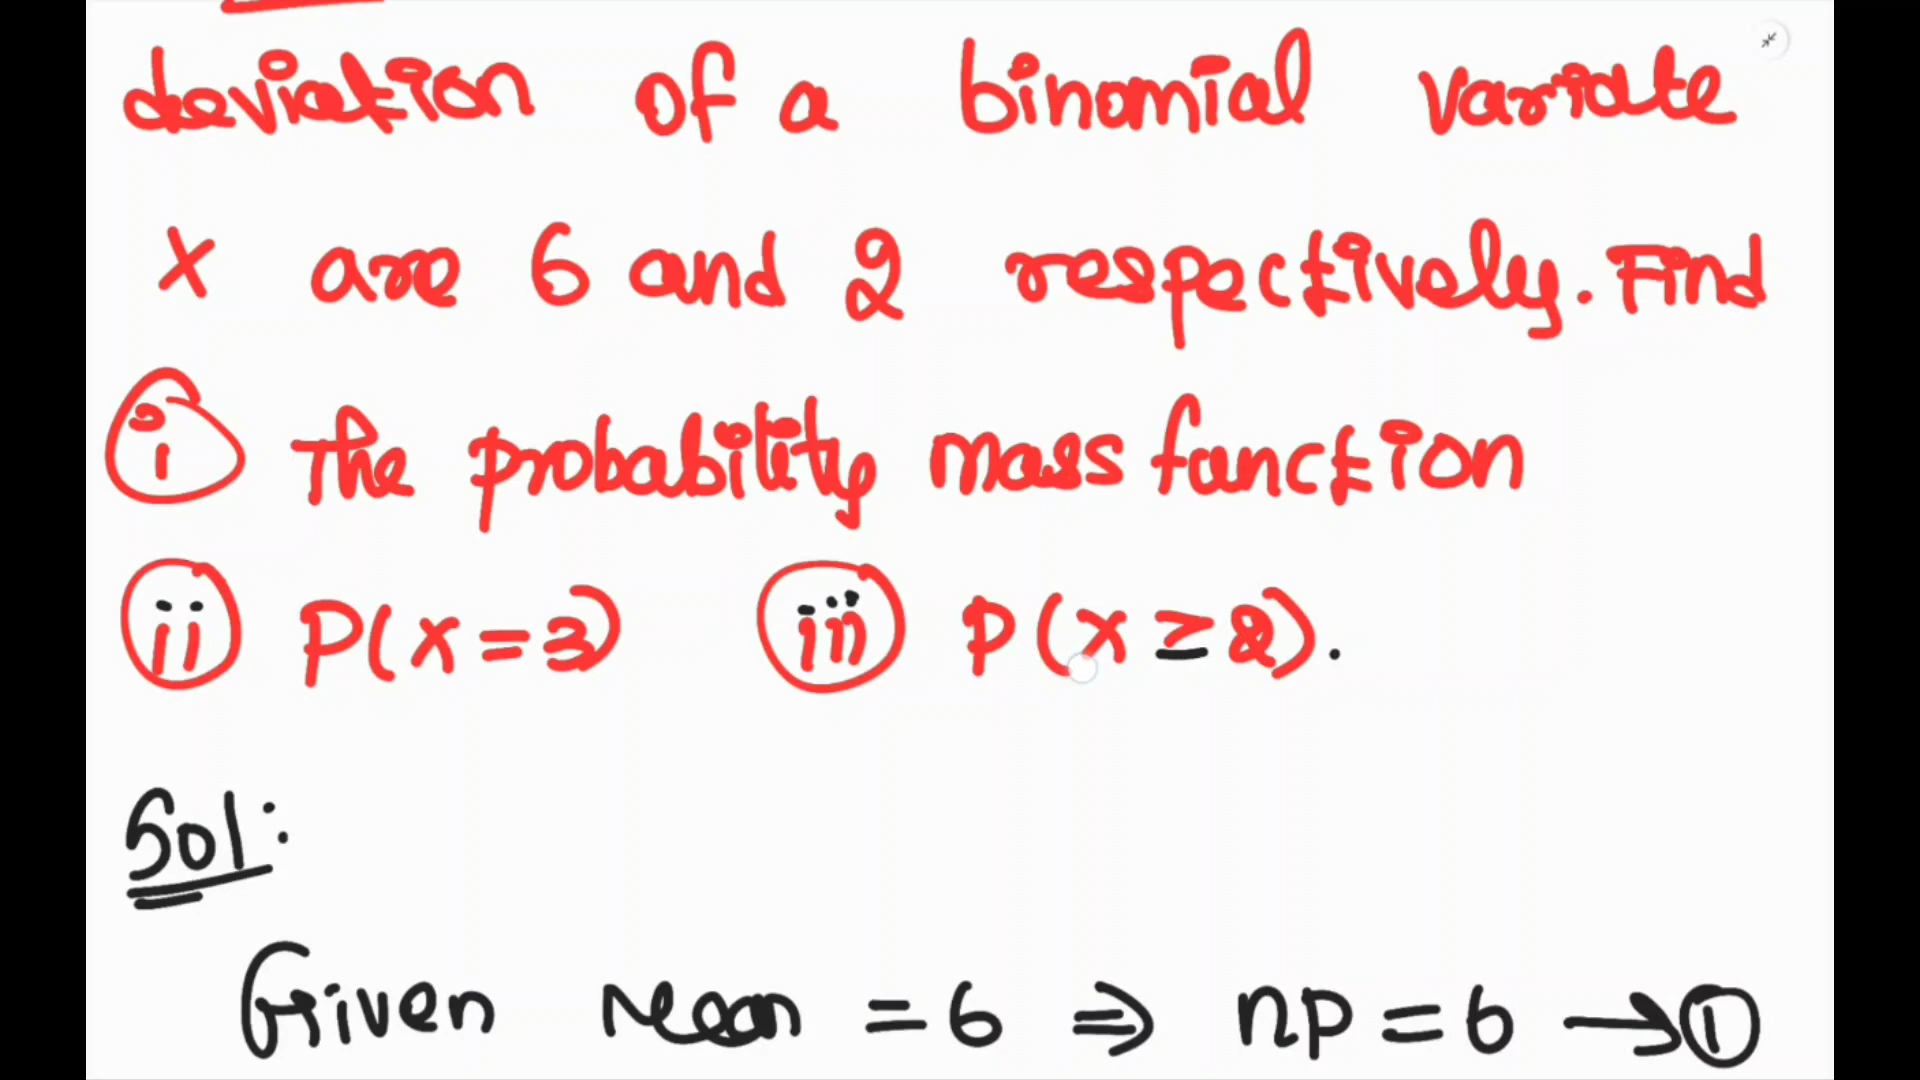 deviation of a binomial variate
x are 6 and 2 respectively. Find
i The probability mass function
ii P(x=3) iii P(x≥2).
Sol:
Given Mean = 6 ⇒ np = 6 → 1